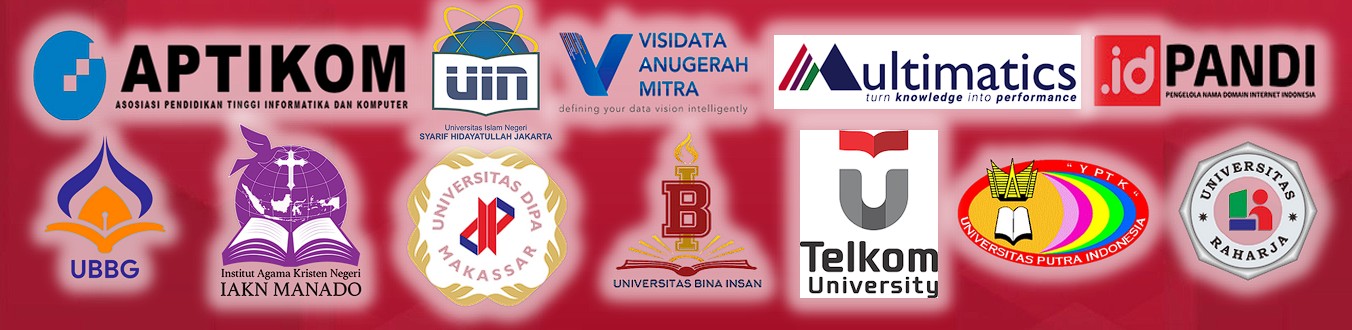 APTIKOM
ASOSIASI PENDIDIKAN TINGGI INFORMATIKA DAN KOMPUTER
uin
Universitas Islam Negeri
SYARIF HIDAYATULLAH JAKARTA
VISIDATA
ANUGERAH
MITRA
defining your data vision intelligently
Multimatics
turn knowledge into performance
.id PANDI
PENGELOLA NAMA DOMAIN INTERNET INDONESIA
UBBG
Institut Agama Kristen Negeri
IAKN MANADO
UNIVERSITAS DIPA
MAKASSAR
B
UNIVERSITAS BINA INSAN
Telkom
University
"YPTK"
UNIVERSITAS PUTRA INDONESIA
UNIVERSITAS
RAHARJA